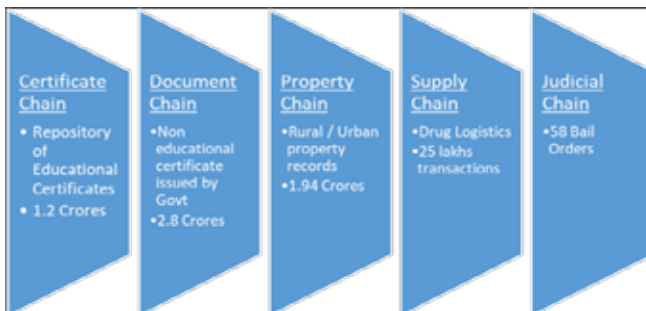 Certificate
Chain
• Repository
of
Educational
Certificates
• 1.2 Crores
Document
Chain
•Non
educational
certificate
issued by
Govt
•2.8 Crores
Property
Chain
•Rural / Urban
property
records
•1.94 Crores
Supply
Chain
•Drug Logistics
•25 lakhs
transactions
Judicial
Chain
•58 Bail
Orders